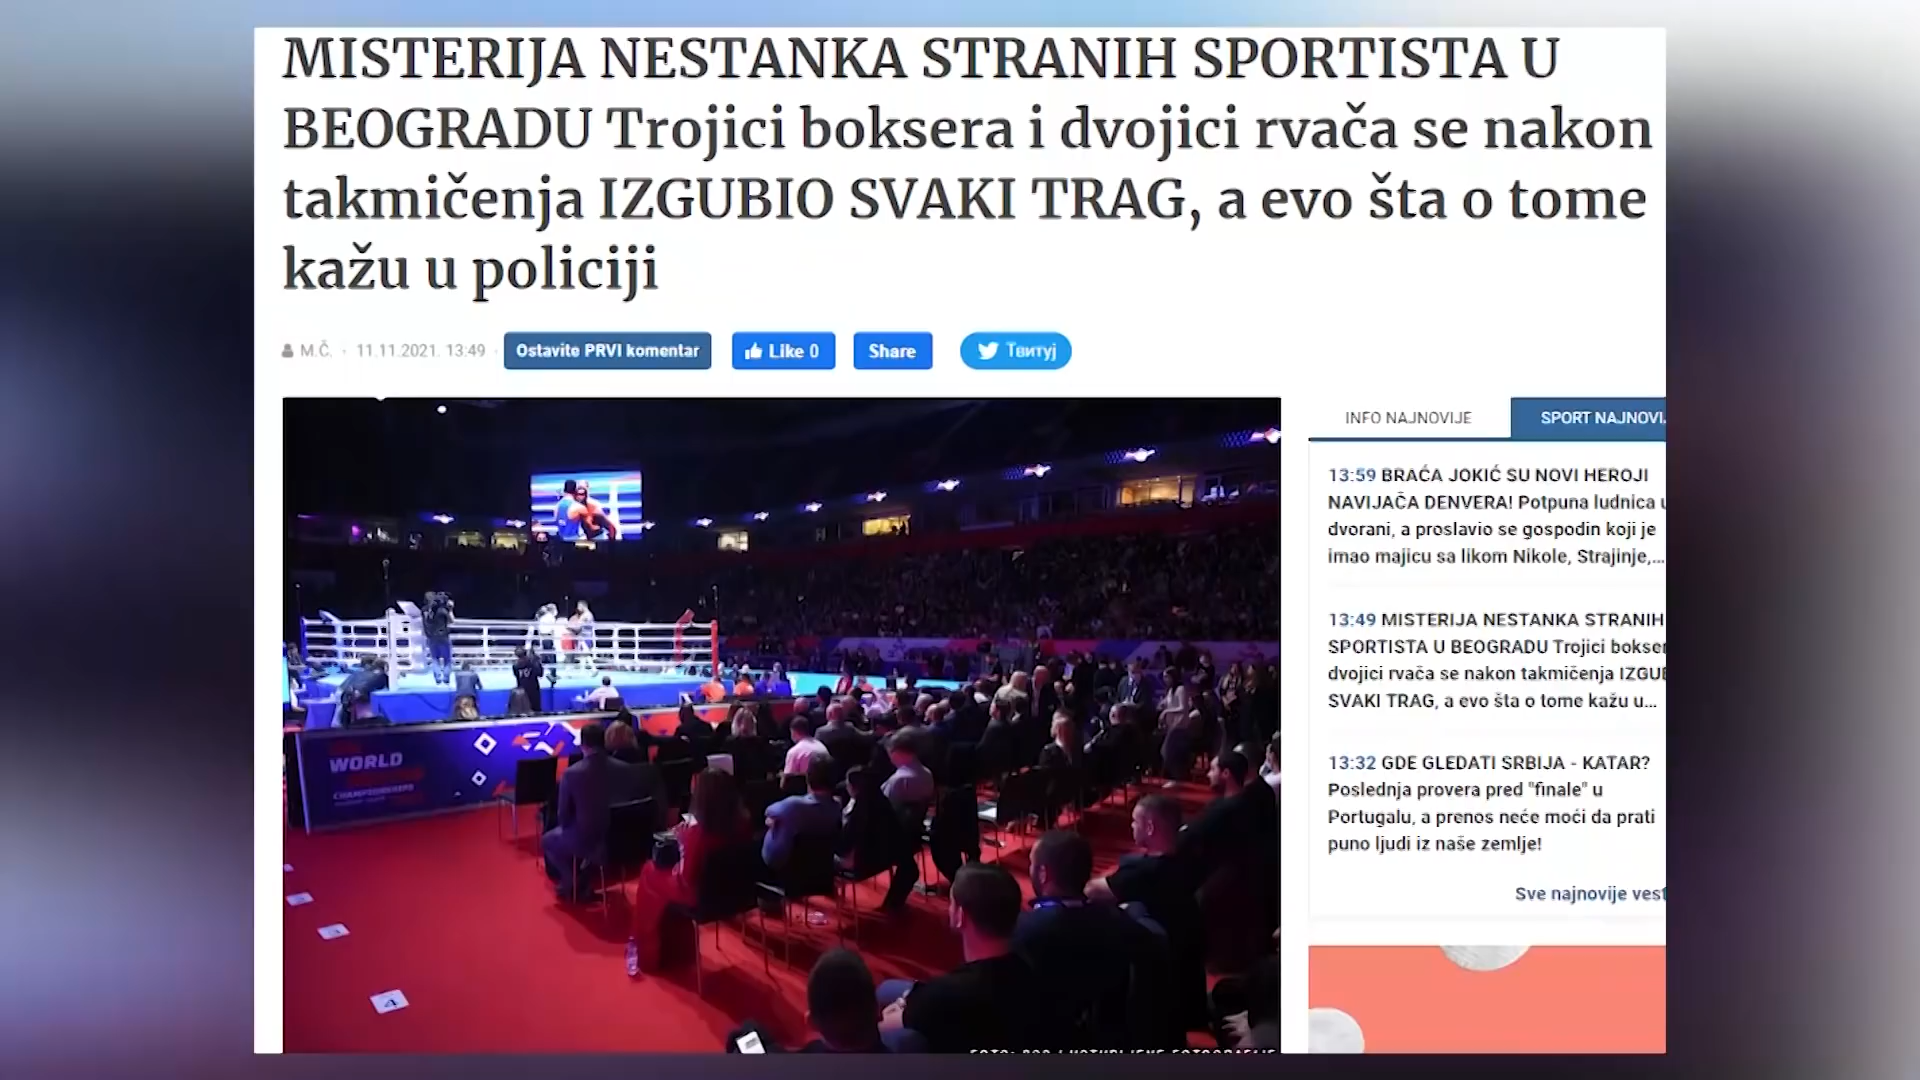 MISTERIJA NESTANKA STRANIH SPORTISTA U
BEOGRADU Trojici boksera i dvojici rvača se nakon
takmičenja IZGUBIO SVAKI TRAG, a evo šta o tome
kažu u policiji
M.Č. · 11.11.2021. 13:49 · Ostavite PRVI komentar Like 0 Share Твитуј
INFO NAJNOVIJE SPORT NAJNOVIJ
13:59 BRAĆA JOKIĆ SU NOVI HEROJI
NAVIJAČA DENVERA! Potpuna ludnica u
dvorani, a proslavio se gospodin koji je
imao majicu sa likom Nikole, Strajinje,...
13:49 MISTERIJA NESTANKA STRANIH
SPORTISTA U BEOGRADU Trojici bokser
dvojici rvača se nakon takmičenja IZGUB
SVAKI TRAG, a evo šta o tome kažu u...
13:32 GDE GLEDATI SRBIJA - KATAR?
Poslednja provera pred "finale" u
Portugalu, a prenos neće moći da prati
puno ljudi iz naše zemlje!
Sve najnovije vest
WORLD
CHAMPIONSHIPS
4